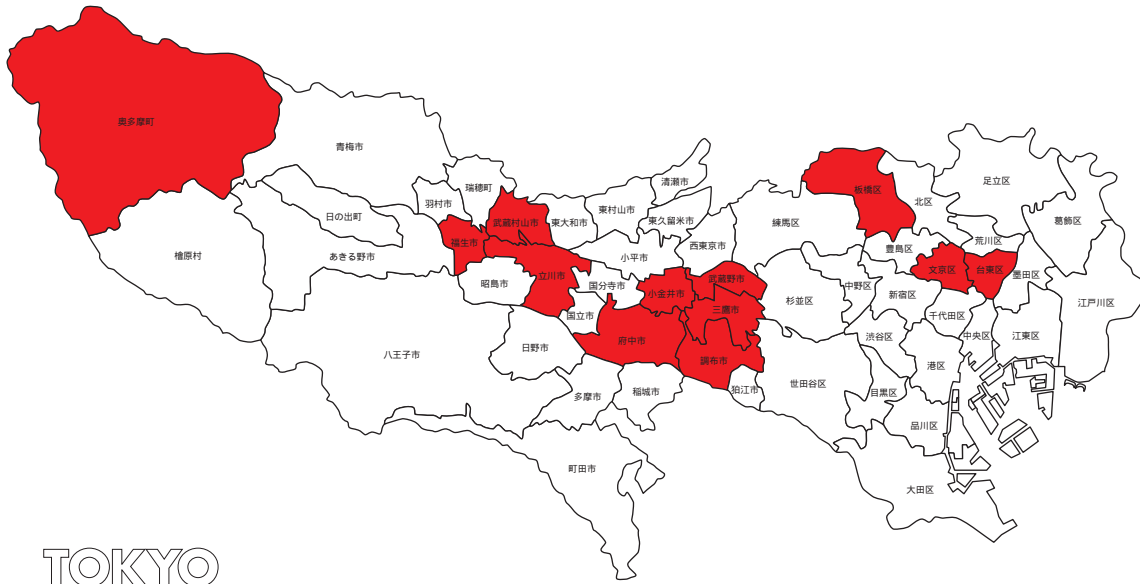 奥多摩町
青梅市
瑞穂町
羽村市
日の出町
檜原村
あきる野市
福生市
武蔵村山市
東大和市
東村山市
清瀬市
東久留米市
西東京市
小平市
立川市
昭島市
国分寺市
国立市
小金井市
武蔵野市
三鷹市
府中市
調布市
狛江市
八王子市
日野市
多摩市
稲城市
町田市
練馬区
板橋区
北区
足立区
葛飾区
荒川区
豊島区
文京区
台東区
墨田区
江戸川区
杉並区
中野区
新宿区
千代田区
中央区
江東区
渋谷区
港区
世田谷区
目黒区
品川区
大田区
TOKYO